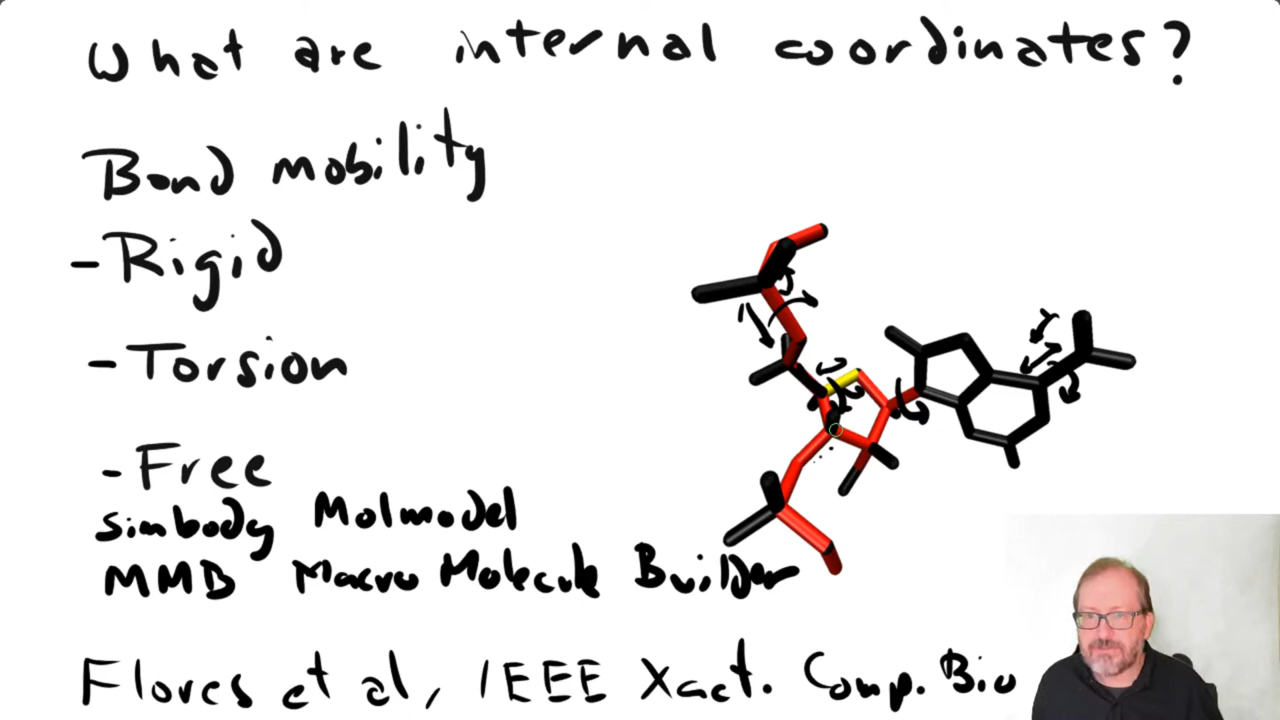 What are internal coordinates?
Bond mobility
- Rigid
- Torsion
- Free
simbody Molmodel
MMB Macro Molecule Builder
Flores et al, IEEE Xact. Comp. Bio